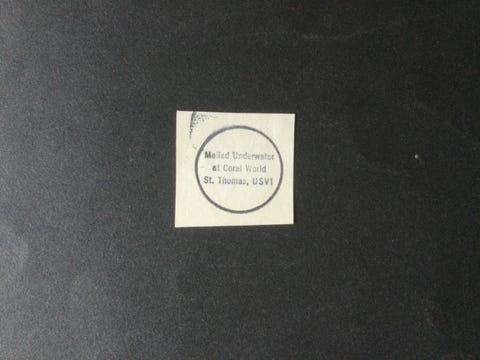 Mailed Underwater
at Coral World
St. Thomas, USVI